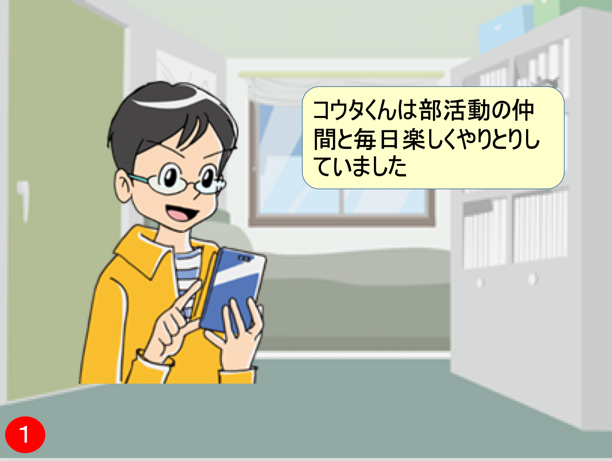 コウタくんは部活動の仲
間と毎日楽しくやりとりし
ていました
1